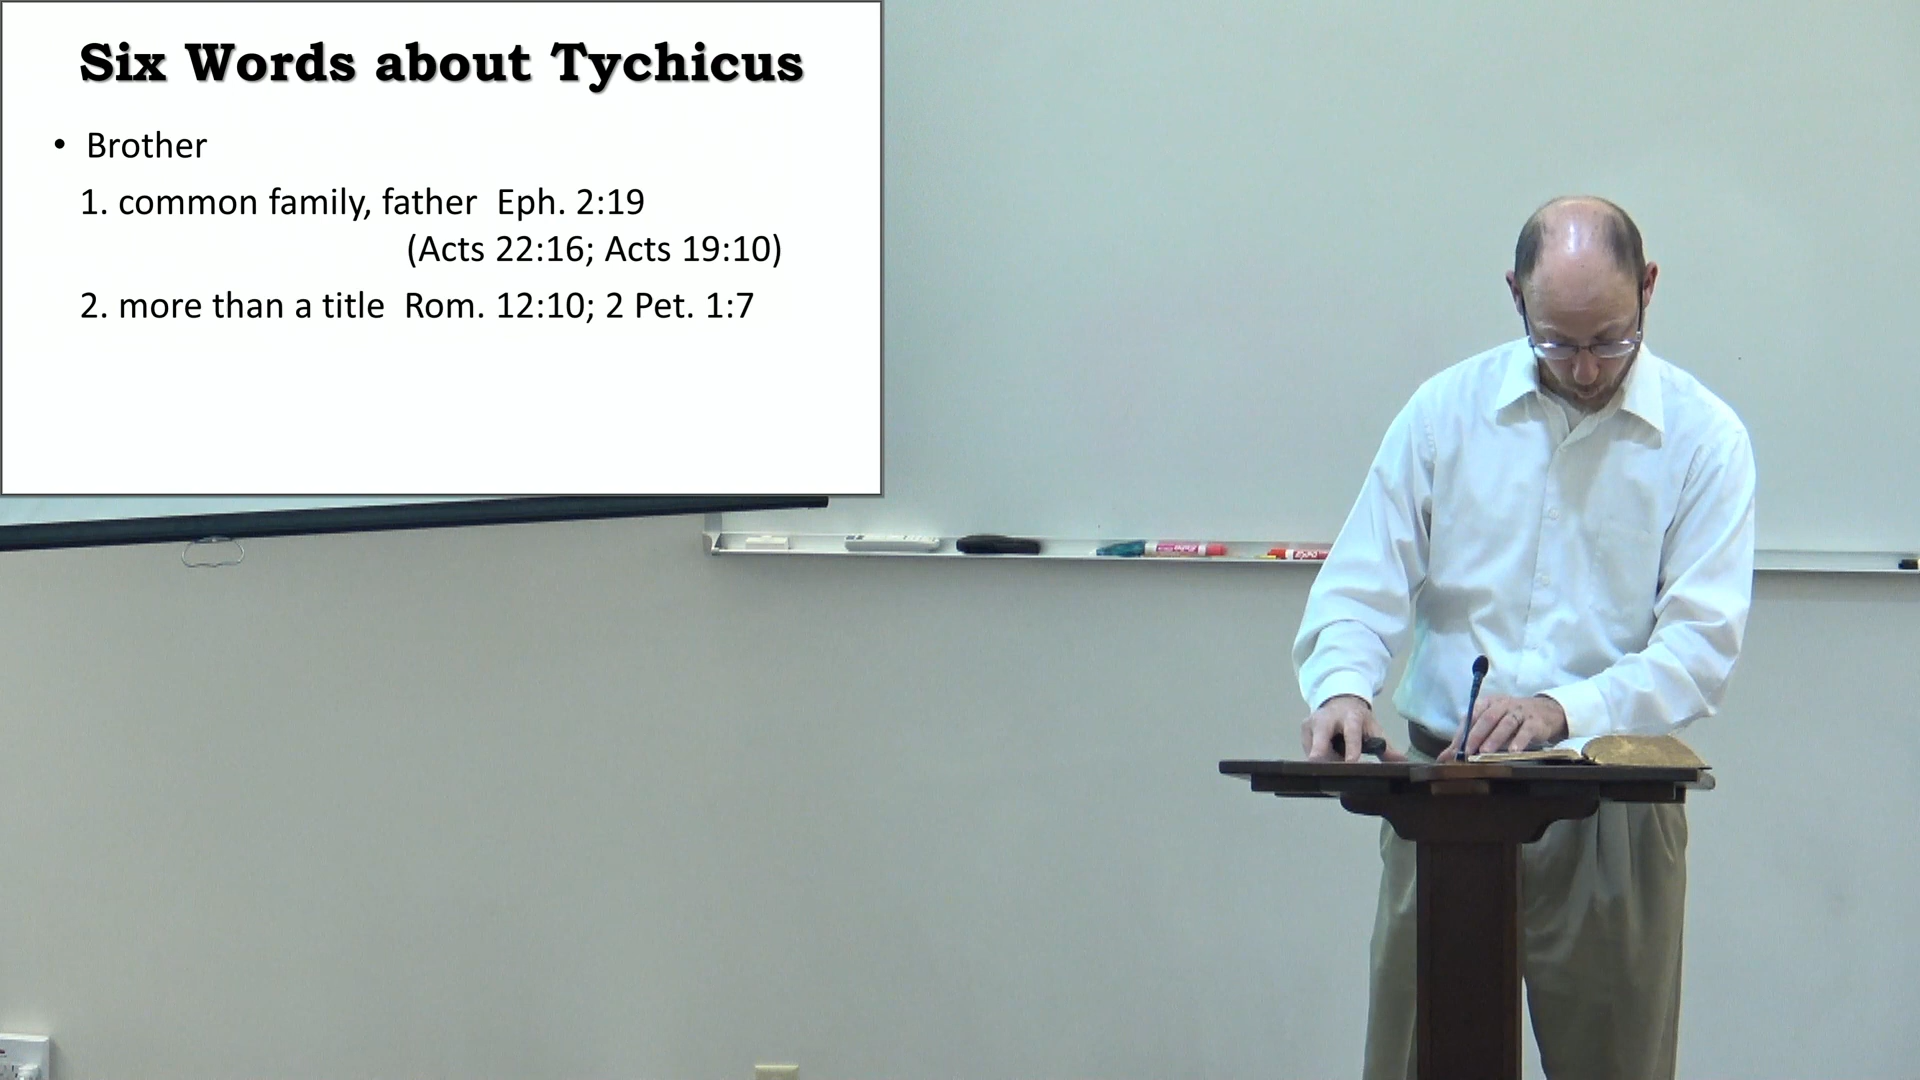 Six Words about Tychicus
• Brother
1. common family, father Eph. 2:19
(Acts 22:16; Acts 19:10)
2. more than a title Rom. 12:10; 2 Pet. 1:7